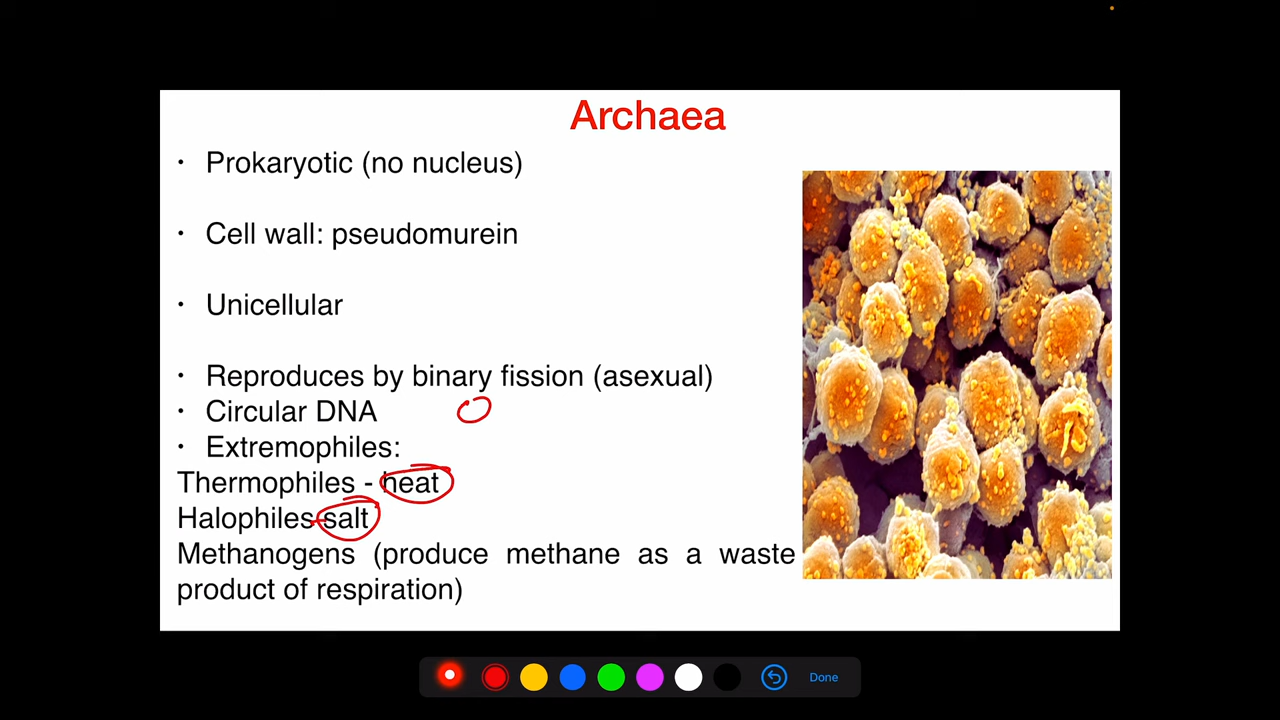 Archaea
• Prokaryotic (no nucleus)
• Cell wall: pseudomurein
• Unicellular
• Reproduces by binary fission (asexual)
• Circular DNA
• Extremophiles:
Thermophiles - heat
Halophiles-salt
Methanogens (produce methane as a waste
product of respiration)
Done